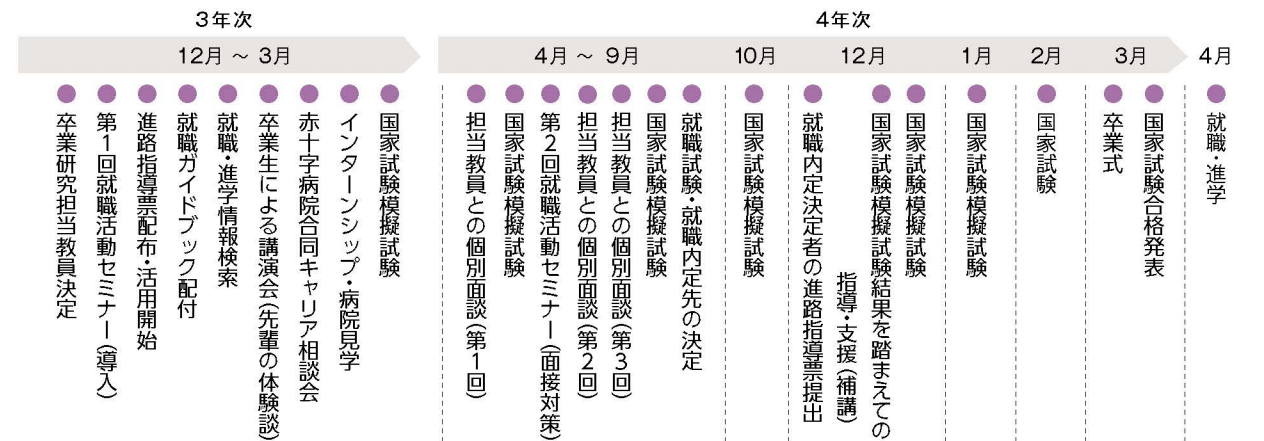 3年次
12月 ～ 3月
卒業研究担当教員決定
第1回就職活動セミナー(導入)
進路指導票配布・活用開始
就職ガイドブック配付
就職・進学情報検索
卒業生による講演会(先輩の体験談)
赤十字病院合同キャリア相談会
インターンシップ・病院見学
国家試験模擬試験
4年次
4月 ～ 9月
担当教員との個別面談(第1回)
国家試験模擬試験
第2回就職活動セミナー(面接対策)
担当教員との個別面談(第2回)
担当教員との個別面談(第3回)
国家試験模擬試験
就職試験・就職内定先の決定
10月
国家試験模擬試験
12月
就職内定決定者の進路指導票提出
国家試験模擬試験結果を踏まえての
指導・支援(補講)
国家試験模擬試験
1月
国家試験模擬試験
2月
国家試験
3月
卒業式
国家試験合格発表
4月
就職・進学